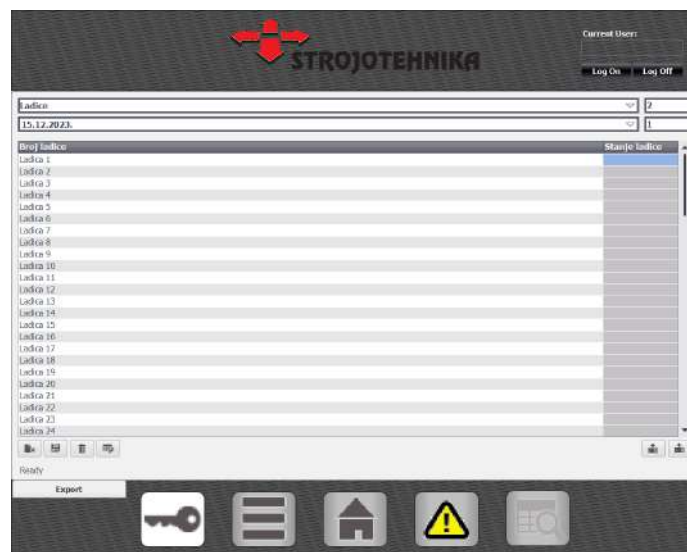 STROJOTEHNIKA
Current User:
Log On Log Off
Ladice 2
15.12.2023. 1
Broj ladice Stanje ladice
Ladica 1
Ladica 2
Ladica 3
Ladica 4
Ladica 5
Ladica 6
Ladica 7
Ladica 8
Ladica 9
Ladica 10
Ladica 11
Ladica 12
Ladica 13
Ladica 14
Ladica 15
Ladica 16
Ladica 17
Ladica 18
Ladica 19
Ladica 20
Ladica 21
Ladica 22
Ladica 23
Ladica 24
Ready
Export